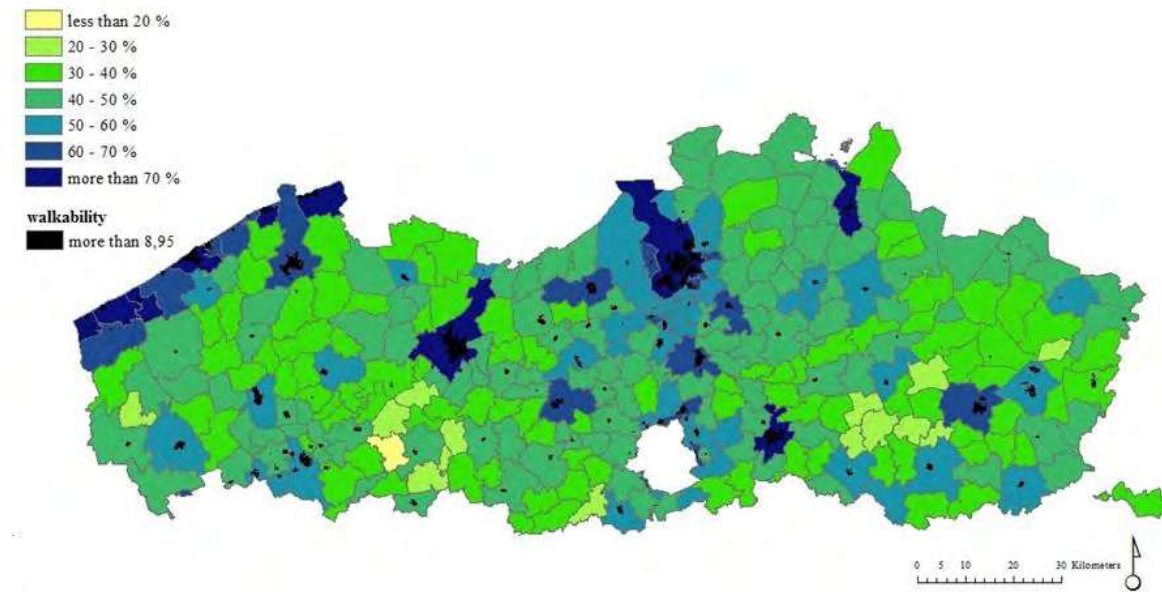 less than 20 %
20 - 30 %
30 - 40 %
40 - 50 %
50 - 60 %
60 - 70 %
more than 70 %
walkability
more than 8,95
0 5 10 20 30 Kilometers